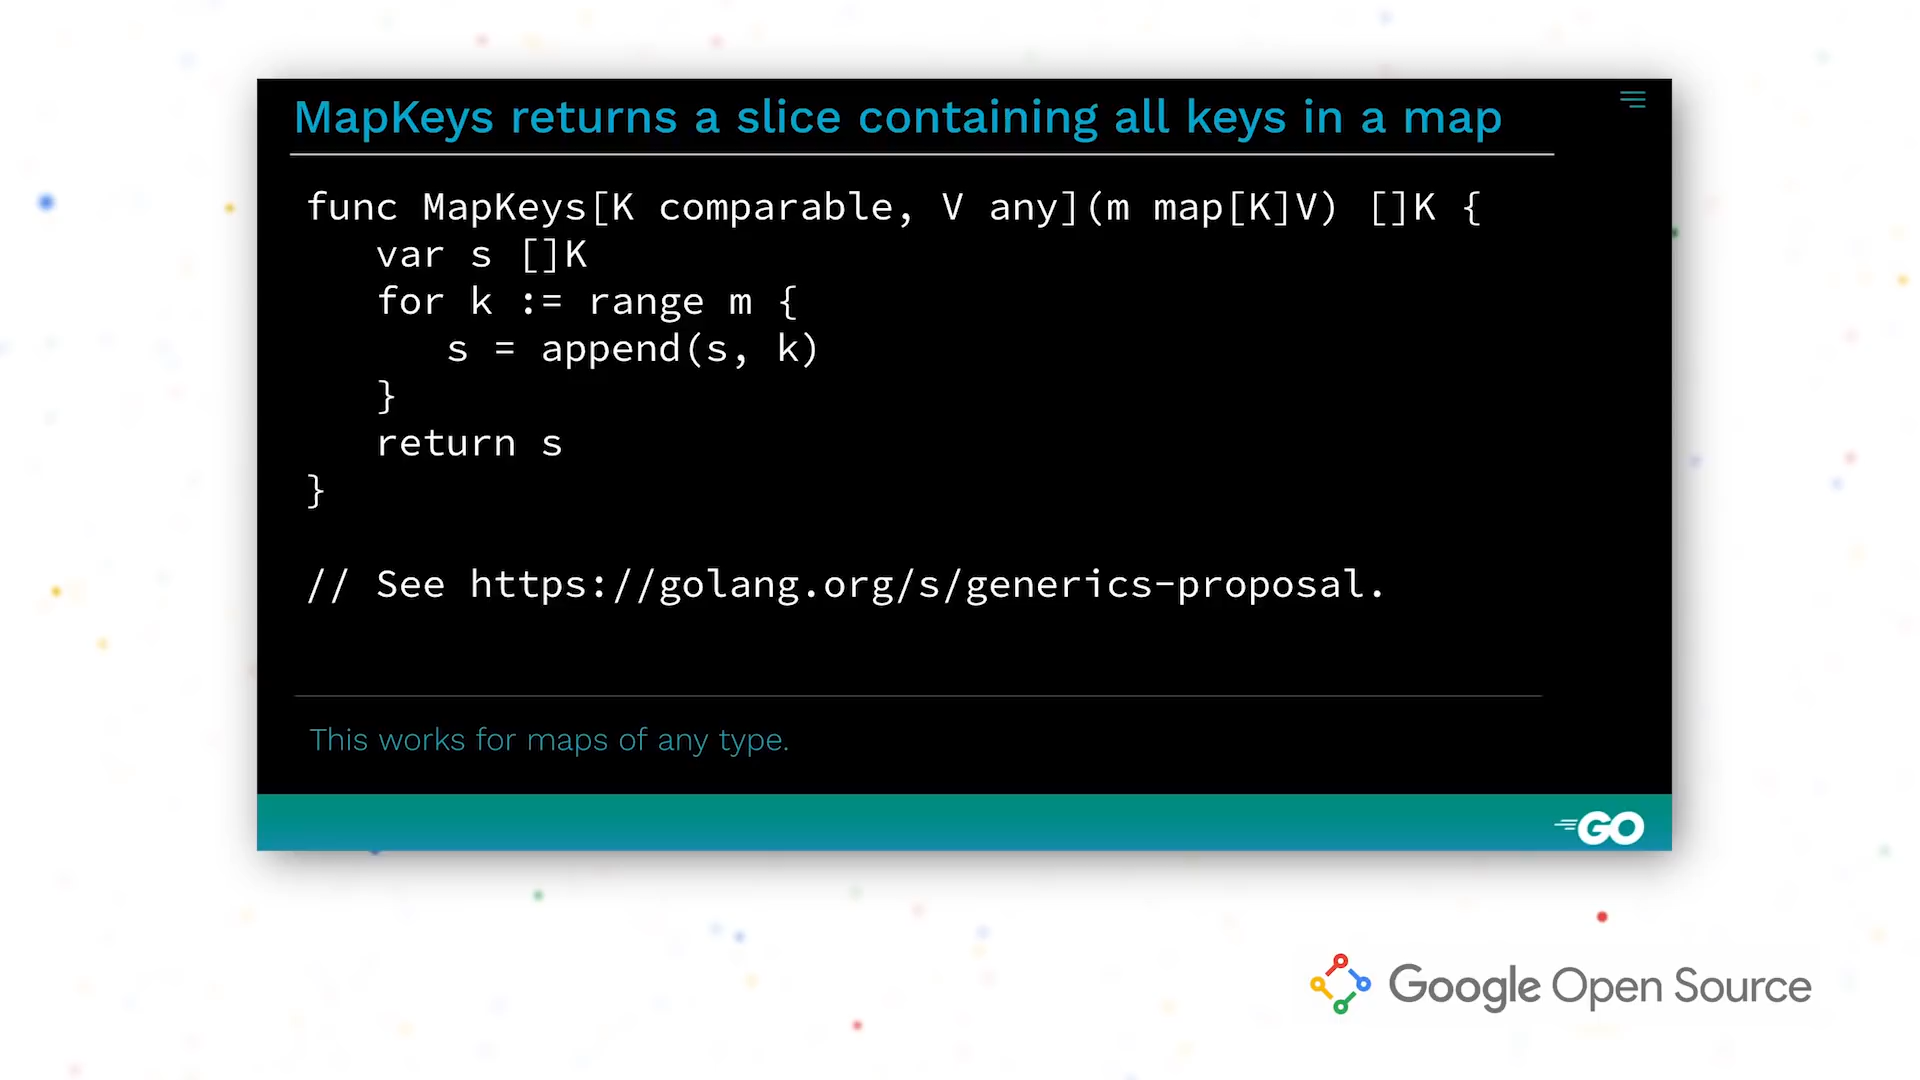 MapKeys returns a slice containing all keys in a map
func MapKeys[K comparable, V any](m map[K]V) []K {
   var s []K
   for k := range m {
      s = append(s, k)
   }
   return s
}
// See https://golang.org/s/generics-proposal.
This works for maps of any type.
GO
Google Open Source